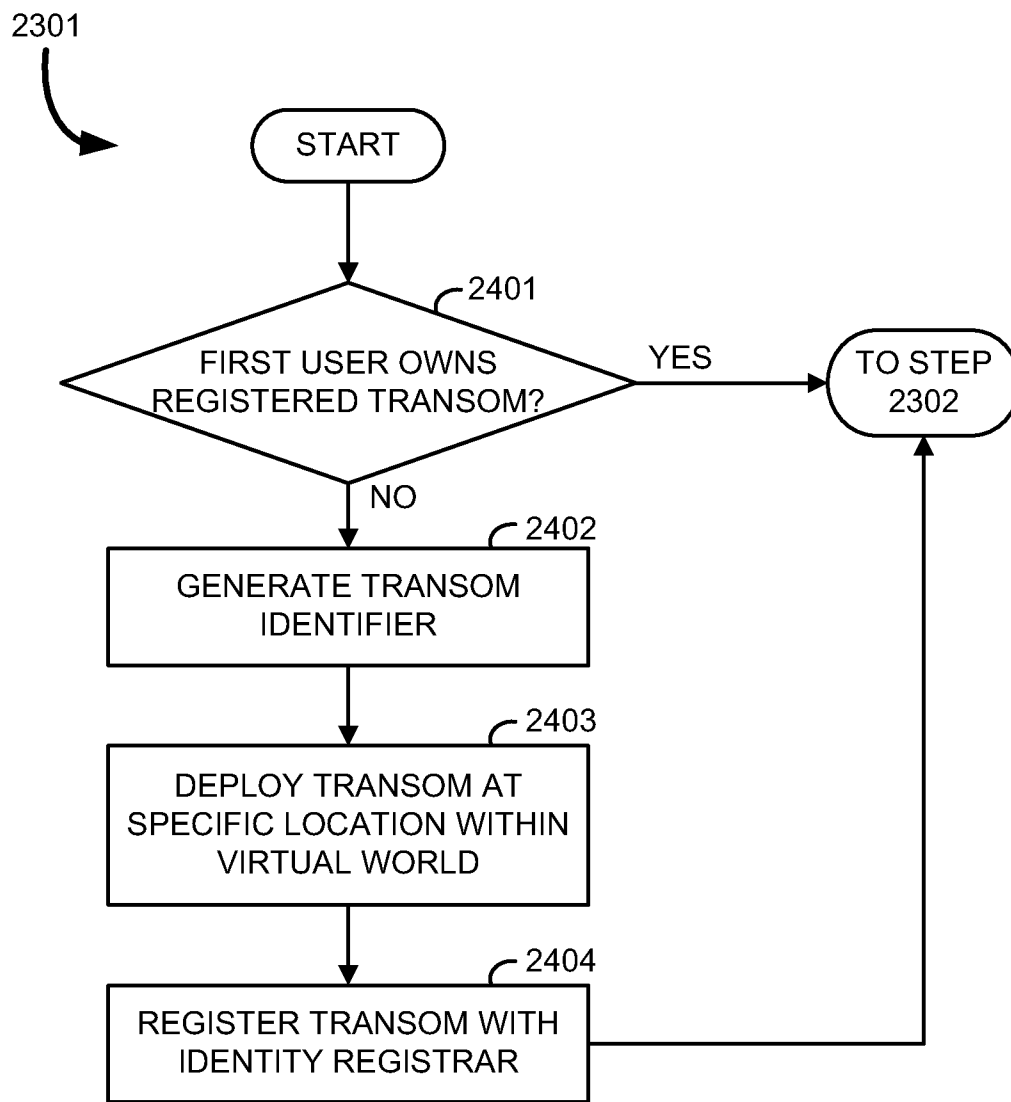 2301
START
2401
FIRST USER OWNS
REGISTERED TRANSOM?
YES
TO STEP
2302
NO
2402
GENERATE TRANSOM
IDENTIFIER
2403
DEPLOY TRANSOM AT
SPECIFIC LOCATION WITHIN
VIRTUAL WORLD
2404
REGISTER TRANSOM WITH
IDENTITY REGISTRAR